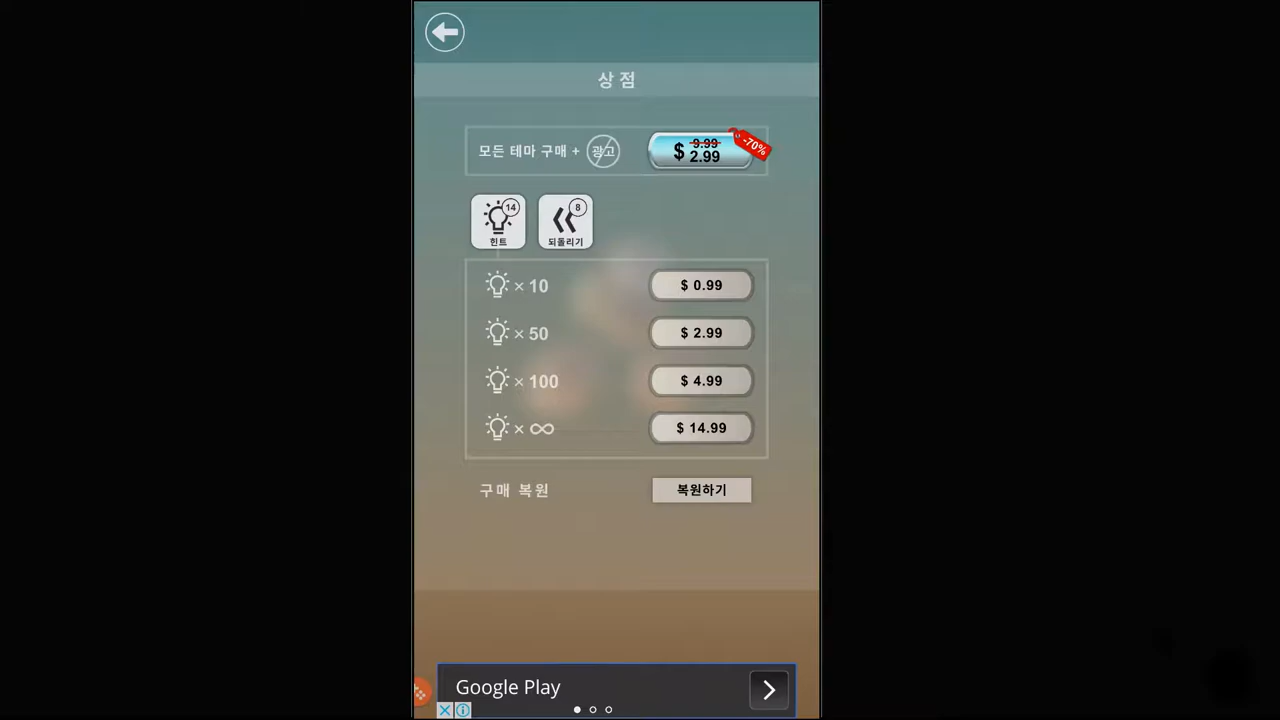 상 점
모든 테마 구매 + 광고
$ 9.99 2.99
-70%
14
힌트
8
되돌리기
× 10
$ 0.99
× 50
$ 2.99
× 100
$ 4.99
× ∞
$ 14.99
구매 복원
복원하기
Google Play